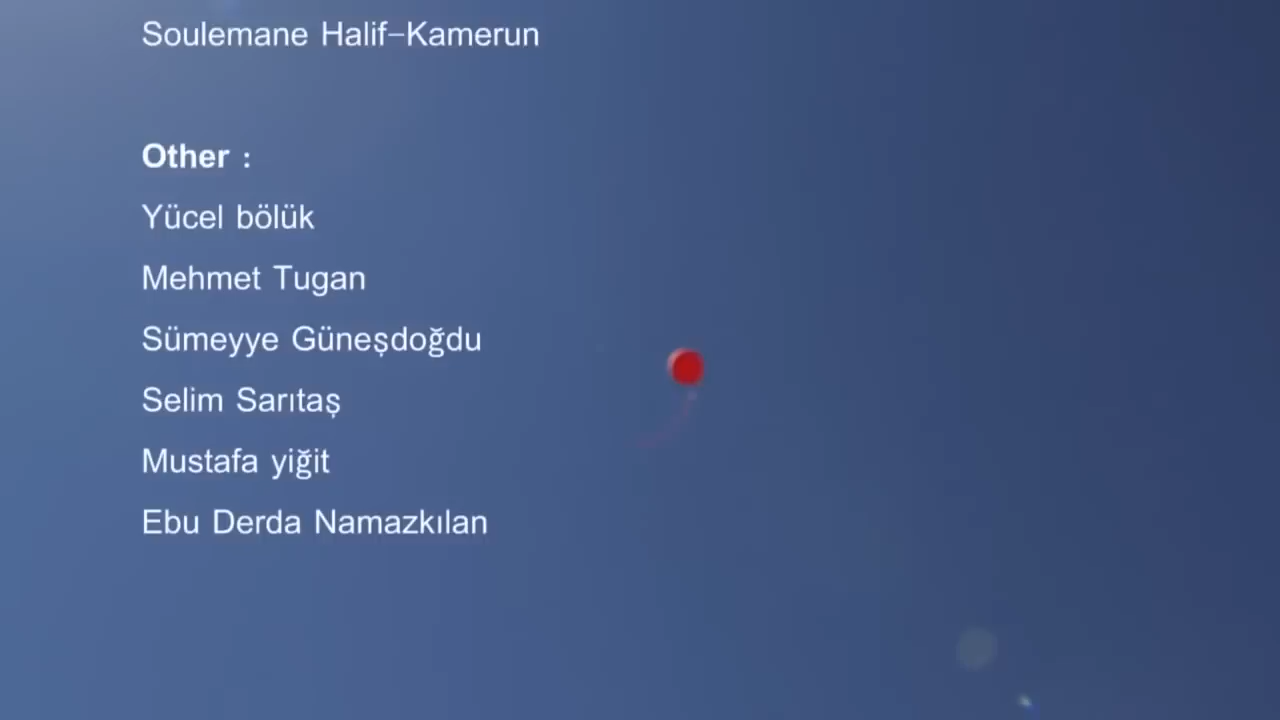 Soulemane Halif-Kamerun
Other :
Yücel bölük
Mehmet Tugan
Sümeyye Güneşdoğdu
Selim Sarıtaş
Mustafa yiğit
Ebu Derda Namazkılan